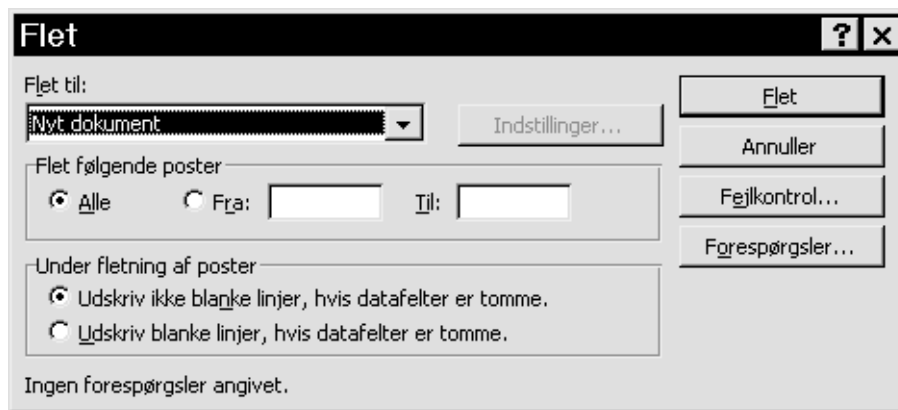 Flet
Flet til:
Nyt dokument
Indstillinger...
Flet
Annuller
Fejlkontrol...
Forespørgsler...
Flet følgende poster
Alle Fra: Til:
Under fletning af poster
Udskriv ikke blanke linjer, hvis datafelter er tomme.
Udskriv blanke linjer, hvis datafelter er tomme.
Ingen forespørgsler angivet.